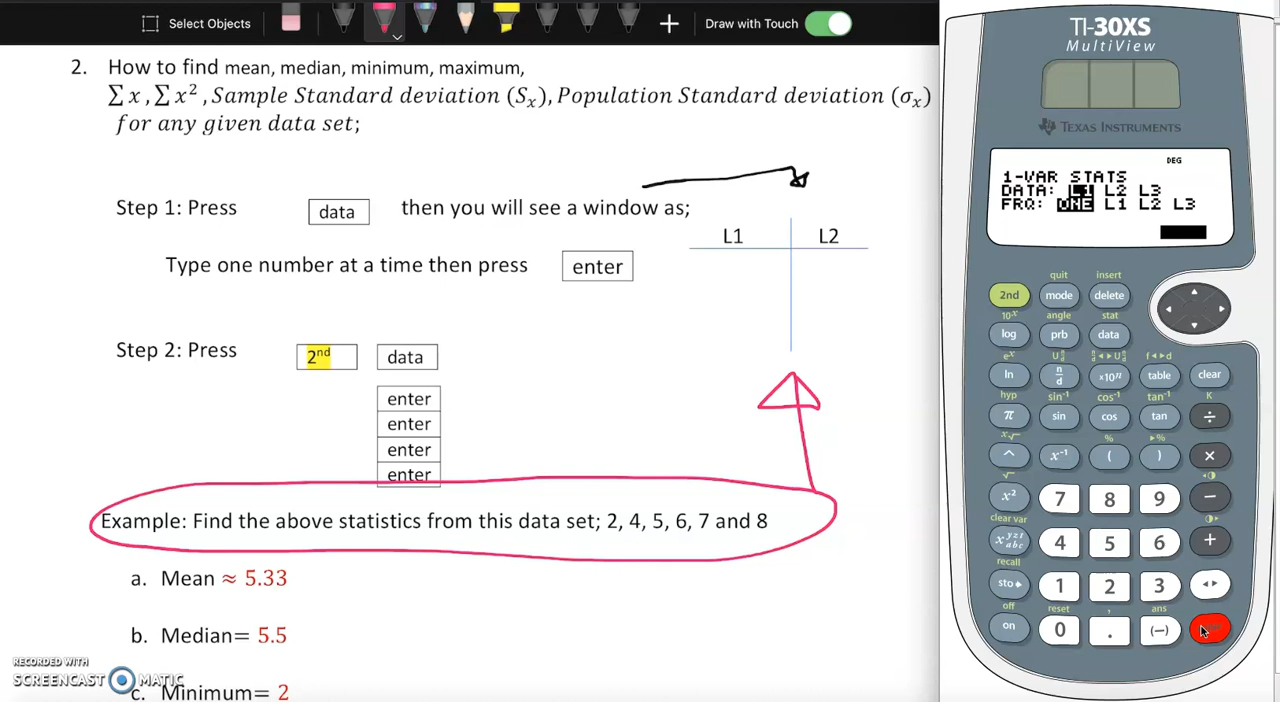 Select Objects
Draw with Touch
2. How to find mean, median, minimum, maximum,
∑ x , ∑ x² , Sample Standard deviation (Sₓ), Population Standard deviation (σₓ)
for any given data set;
Step 1: Press data then you will see a window as;
L1 L2
Type one number at a time then press enter
Step 2: Press 2ⁿᵈ data
enter
enter
enter
enter
Example: Find the above statistics from this data set; 2, 4, 5, 6, 7 and 8
a. Mean ≈ 5.33
b. Median= 5.5
c. Minimum= 2
RECORDED WITH
SCREENCAST MATIC
TI-30XS
MultiView
TEXAS INSTRUMENTS
DEG
1-VAR STATS
DATA: L1 L2 L3
FRQ: ONE L1 L2 L3
quit insert
2nd mode delete
10ˣ angle stat
log prb data
eˣ U n/d n/d ◄► U n/d f◄►d
ln n/d ×10ⁿ table clear
hyp sin⁻¹ cos⁻¹ tan⁻¹ K
π sin cos tan ÷
ˣ√ % ►%
^ x⁻¹ ( ) ×
√
x² 7 8 9 −
clear var
x yzt abc 4 5 6 +
recall
sto► 1 2 3 ◄►
off reset , ans
on 0 . (−)